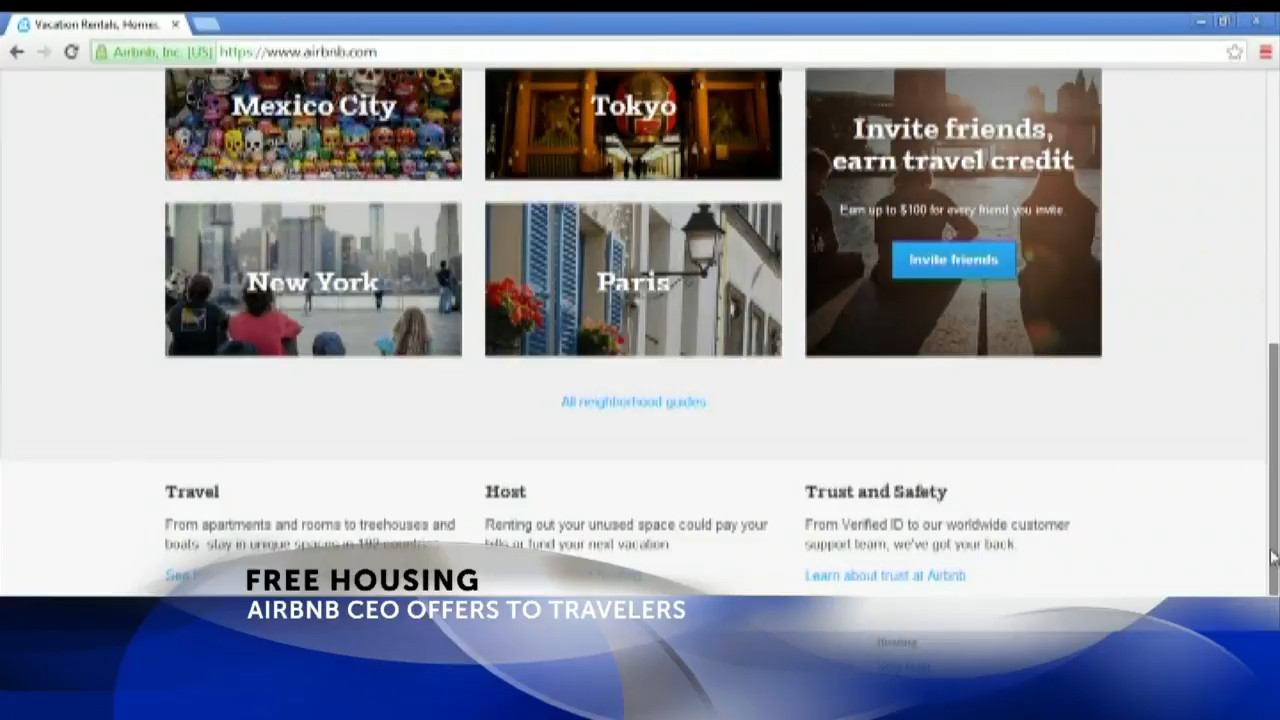 Vacation Rentals, Homes,
Airbnb, Inc. [US] https://www.airbnb.com
Mexico City
Tokyo
Invite friends,
earn travel credit
Earn up to $100 for every friend you invite.
Invite friends
New York
Paris
All neighborhood guides
Travel
From apartments and rooms to treehouses and
boats: stay in unique spaces in 192 countries.
See
Host
Renting out your unused space could pay your
bills or fund your next vacation.
Trust and Safety
From Verified ID to our worldwide customer
support team, we've got your back.
Learn about trust at Airbnb
FREE HOUSING
AIRBNB CEO OFFERS TO TRAVELERS
Hosting